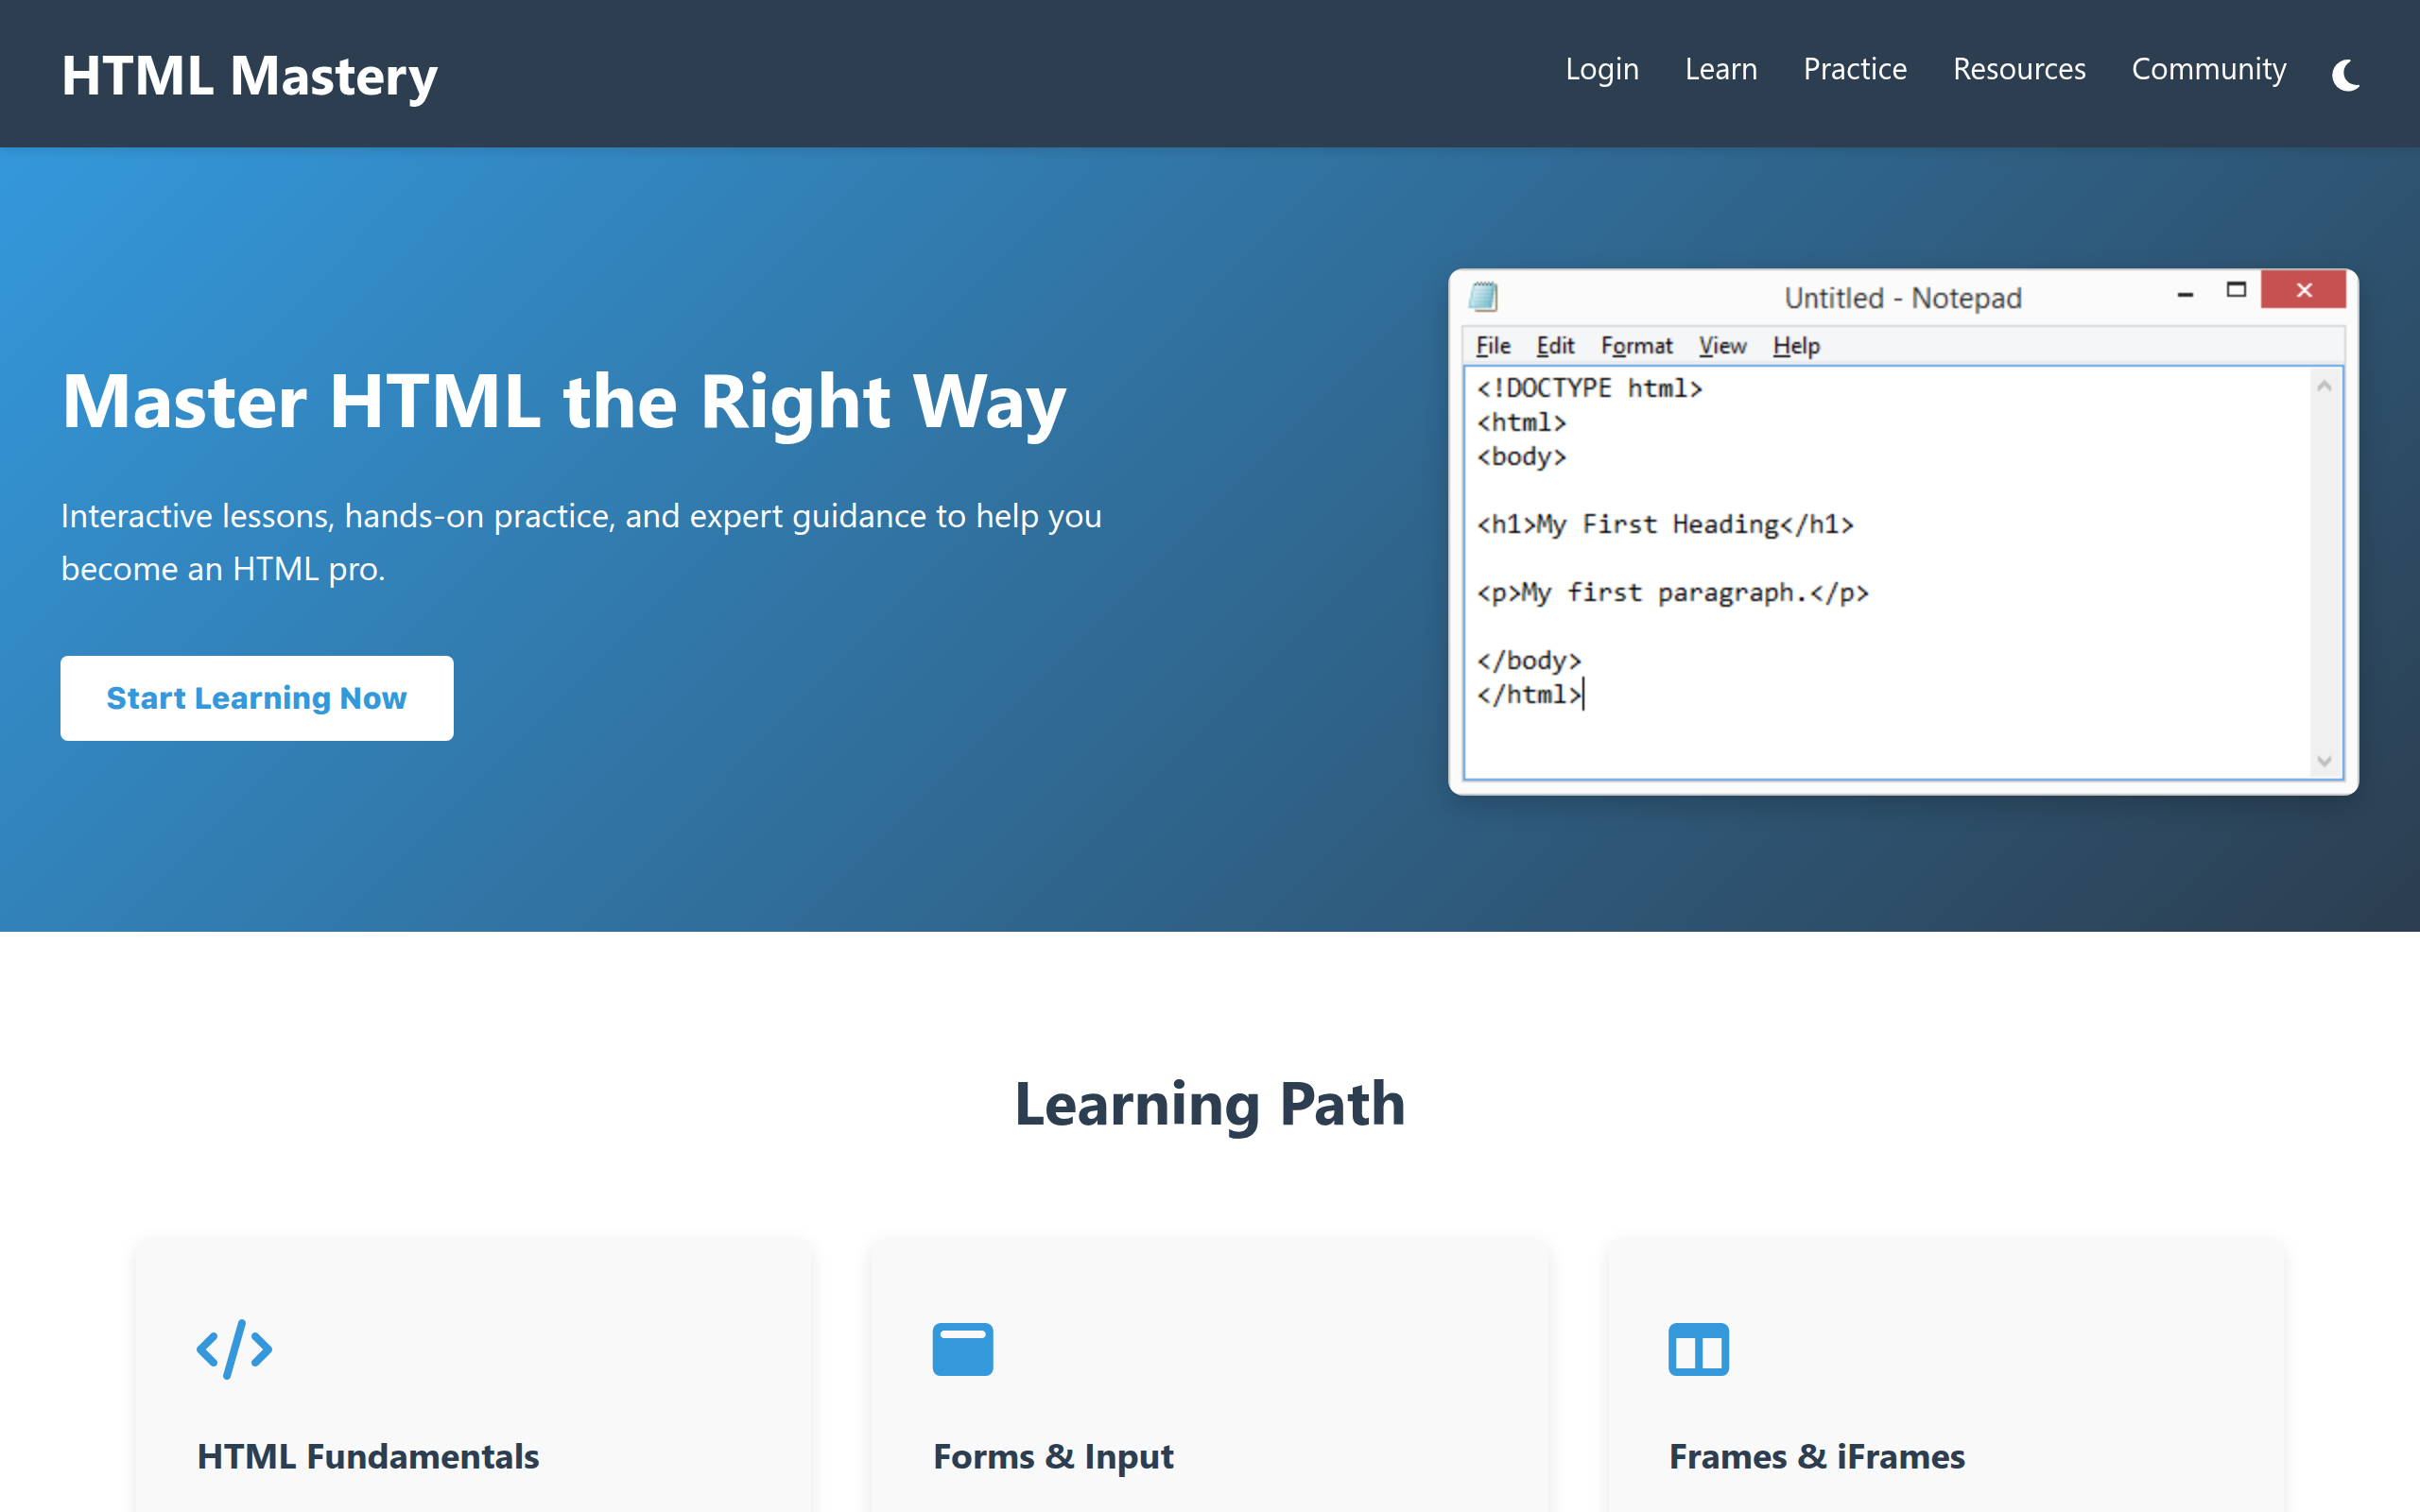 HTML Mastery
Login Learn Practice Resources Community
Master HTML the Right Way
Interactive lessons, hands-on practice, and expert guidance to help you
become an HTML pro.
Start Learning Now
Untitled - Notepad
File Edit Format View Help
<!DOCTYPE html>
<html>
<body>
<h1>My First Heading</h1>
<p>My first paragraph.</p>
</body>
</html>
Learning Path
HTML Fundamentals
Forms & Input
Frames & iFrames